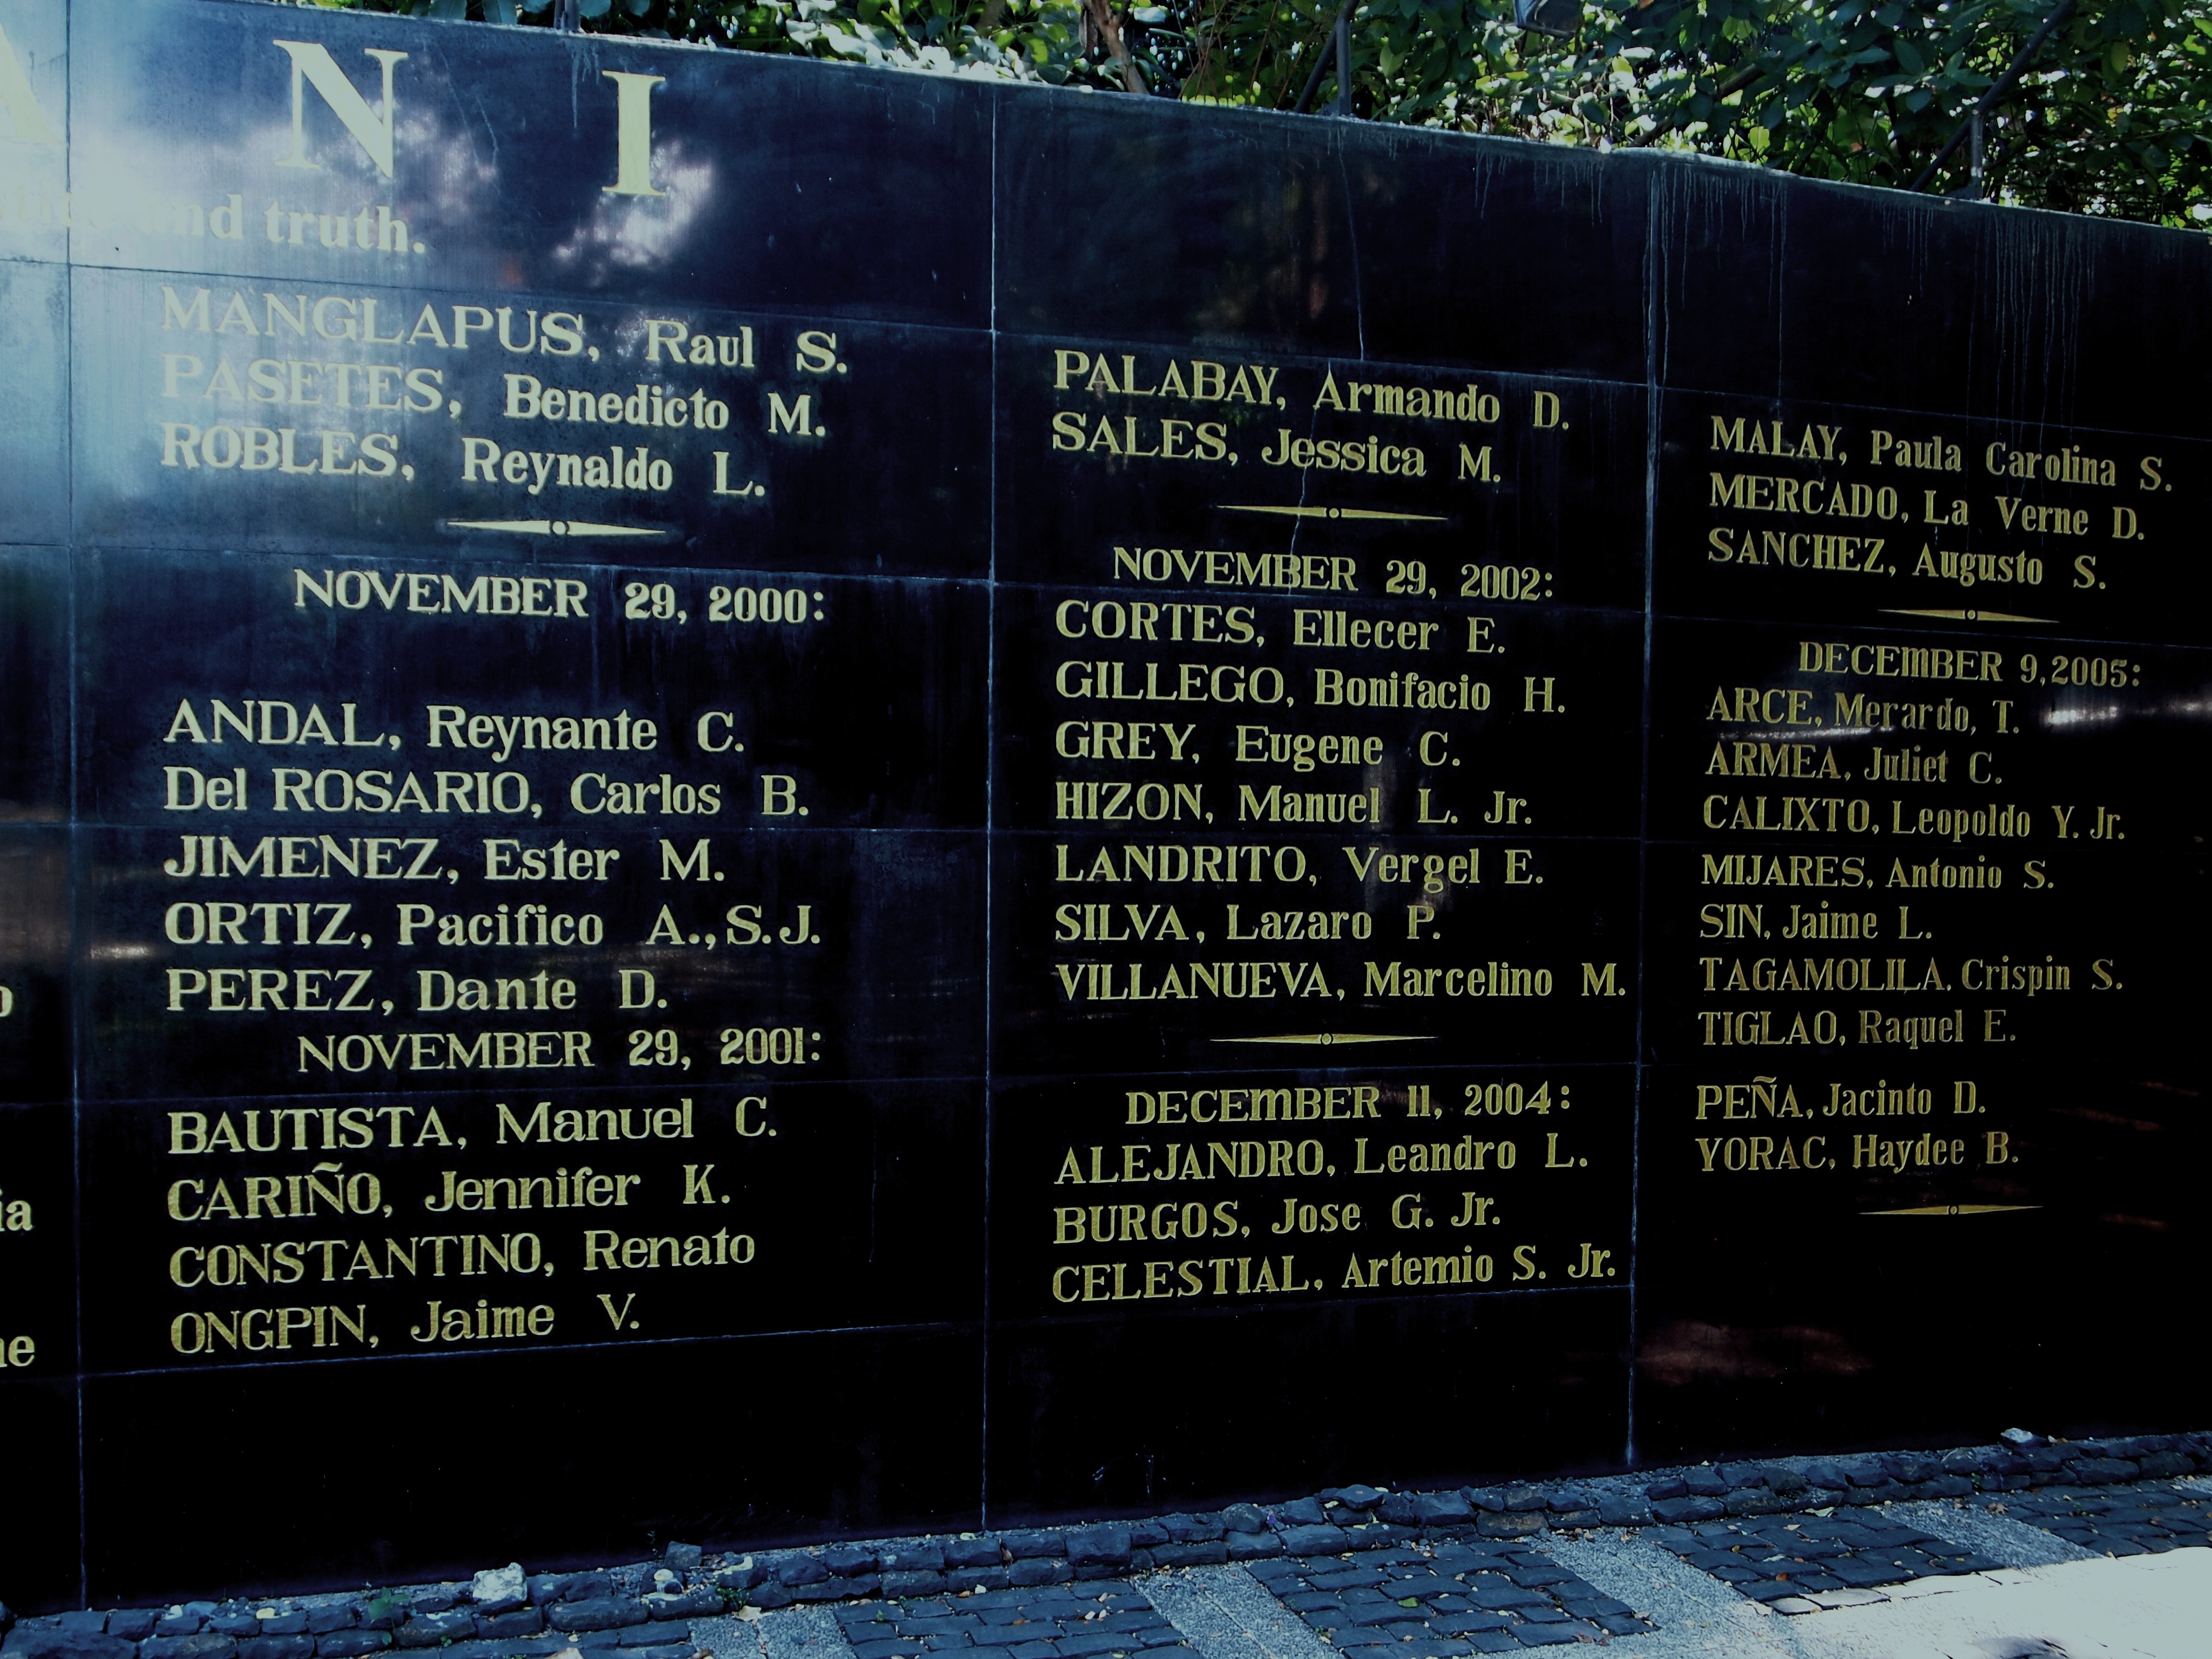 N I
and truth.
MANGLAPUS, Raul S.
PASETES, Benedicto M.
ROBLES, Reynaldo L.
NOVEMBER 29, 2000:
ANDAL, Reynante C.
Del ROSARIO, Carlos B.
JIMENEZ, Ester M.
ORTIZ, Pacifico A., S.J.
PEREZ, Dante D.
NOVEMBER 29, 2001:
BAUTISTA, Manuel C.
CARIÑO, Jennifer K.
CONSTANTINO, Renato
ONGPIN, Jaime V.
PALABAY, Armando D.
SALES, Jessica M.
NOVEMBER 29, 2002:
CORTES, Ellecer E.
GILLEGO, Bonifacio H.
GREY, Eugene C.
HIZON, Manuel L. Jr.
LANDRITO, Vergel E.
SILVA, Lazaro P.
VILLANUEVA, Marcelino M.
DECEMBER 11, 2004:
ALEJANDRO, Leandro L.
BURGOS, Jose G. Jr.
CELESTIAL, Artemio S. Jr.
MALAY, Paula Carolina S.
MERCADO, La Verne D.
SANCHEZ, Augusto S.
DECEMBER 9, 2005:
ARCE, Merardo, T.
ARMEA, Juliet C.
CALIXTO, Leopoldo Y. Jr.
MIJARES, Antonio S.
SIN, Jaime L.
TAGAMOLILA, Crispin S.
TIGLAO, Raquel E.
PEÑA, Jacinto D.
YORAC, Haydee B.